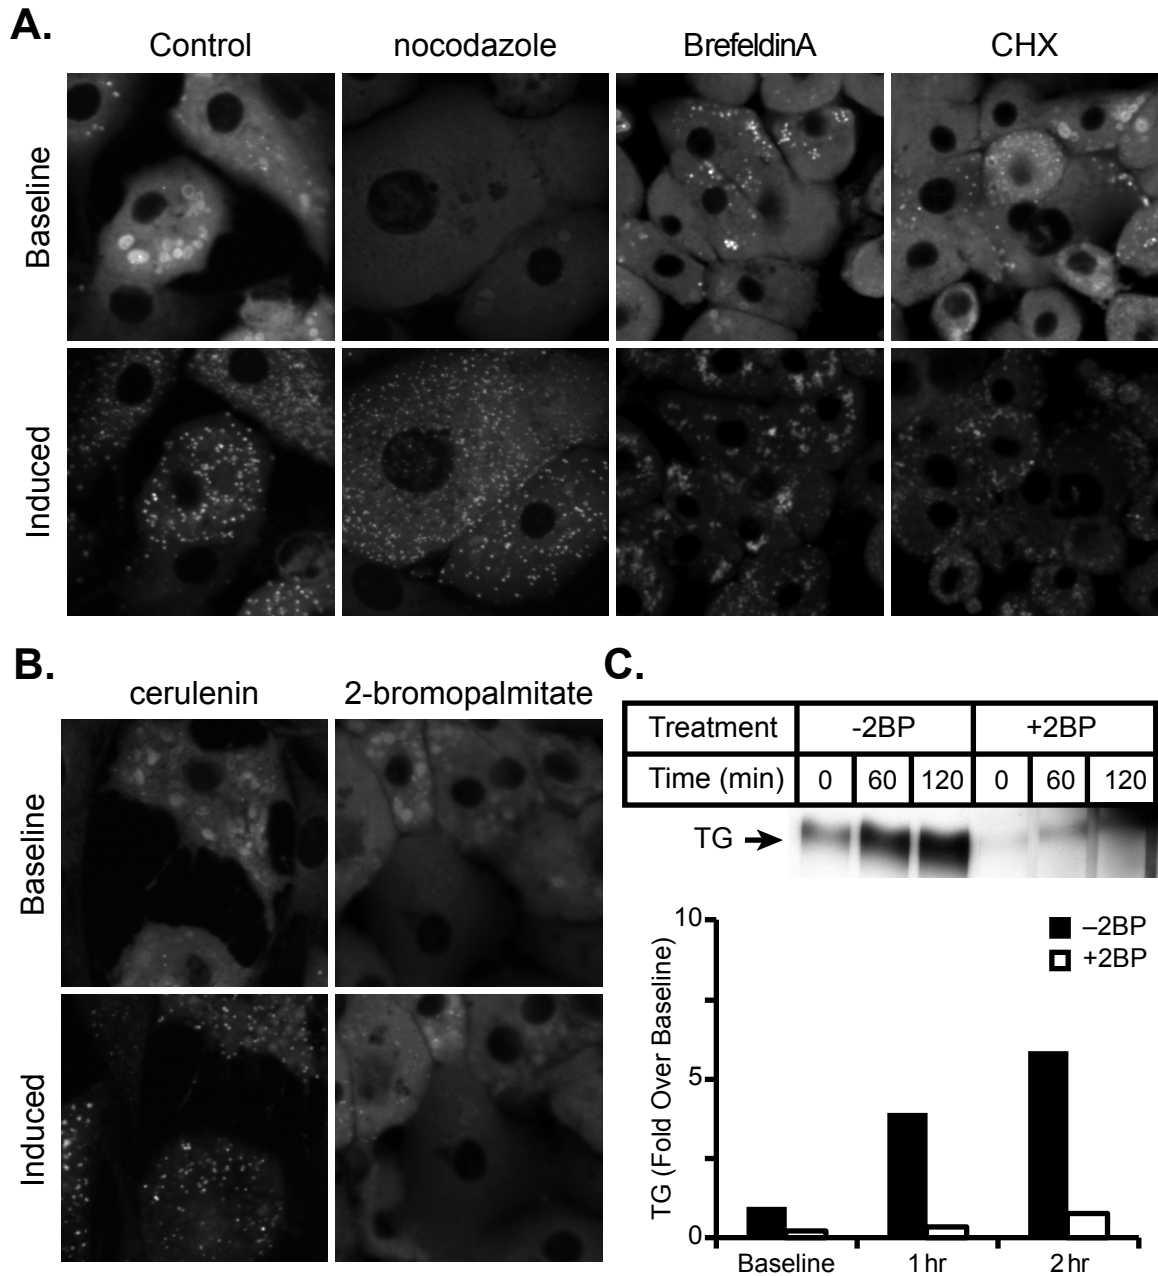 A.
Control nocodazole BrefeldinA CHX
Baseline
Induced
B.
cerulenin 2-bromopalmitate
Baseline
Induced
C.
Treatment -2BP +2BP
Time (min) 0 60 120 0 60 120
TG
10
5
0
TG (Fold Over Baseline)
–2BP
+2BP
Baseline 1 hr 2 hr